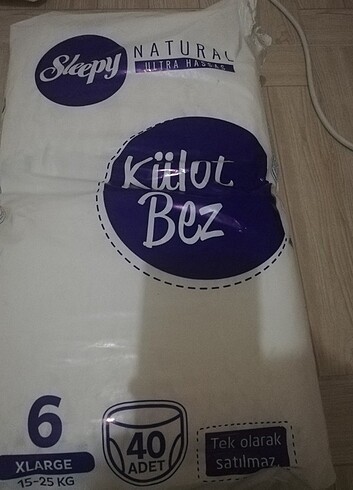 Sleepy
NATURAL
ULTRA HASSAS
Külot
Bez
6
XLARGE
15-25 KG
40
ADET
Tek olarak
satılmaz.